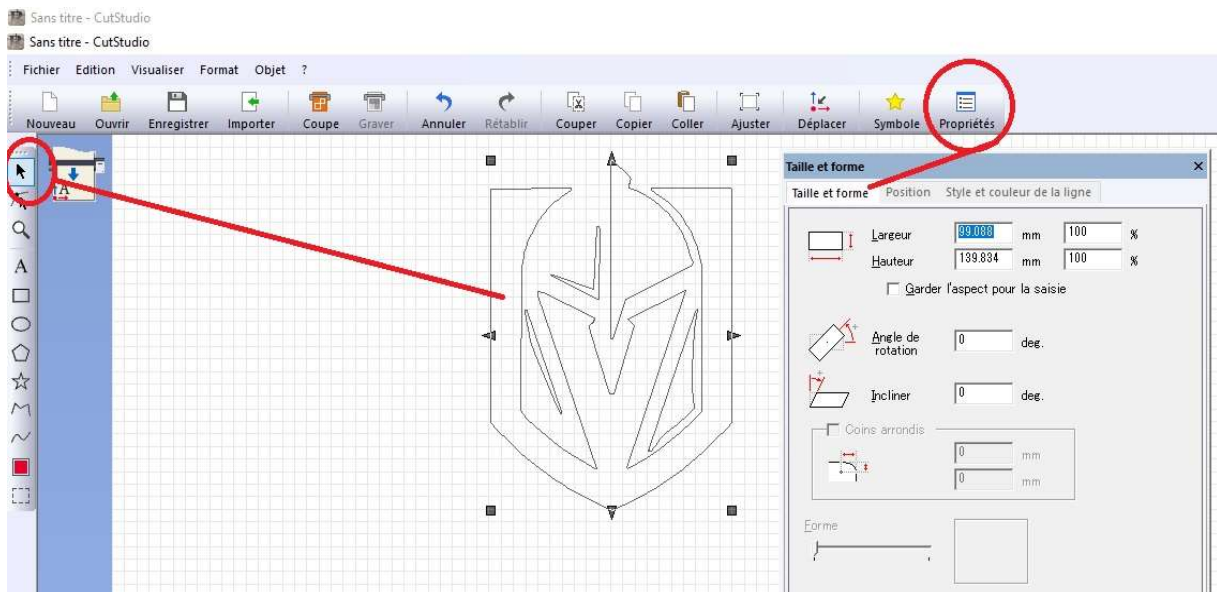 Sans titre - CutStudio
Sans titre - CutStudio
Fichier Edition Visualiser Format Objet ?
Nouveau Ouvrir Enregistrer Importer Coupe Graver Annuler Rétablir Couper Copier Coller Ajuster Déplacer Symbole Propriétés
A
A
Taille et forme
Taille et forme Position Style et couleur de la ligne
Largeur 99.088 mm 100 %
Hauteur 139.834 mm 100 %
Garder l'aspect pour la saisie
Angle de rotation 0 deg.
Incliner 0 deg.
Coins arrondis
0 mm
0 mm
Forme